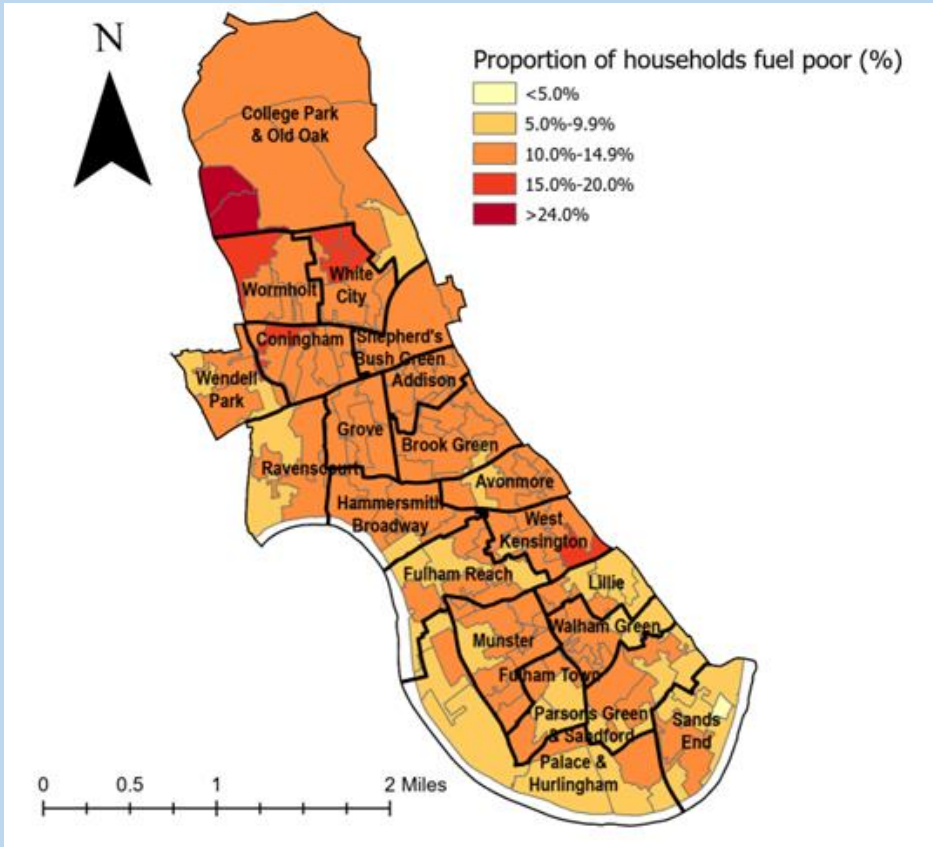 N
Proportion of households fuel poor (%)
<5.0%
5.0%-9.9%
10.0%-14.9%
15.0%-20.0%
>24.0%
College Park
& Old Oak
Wormholt
White
City
Coningham
Shepherd's
Bush Green
Wendell
Park
Addison
Grove
Brook Green
Ravenscourt
Avonmore
Hammersmith
Broadway
West
Kensington
Fulham Reach
Lillie
Walham Green
Munster
Fulham Town
Parsons Green
& Sandford
Sands
End
Palace &
Hurlingham
0 0.5 1 2 Miles